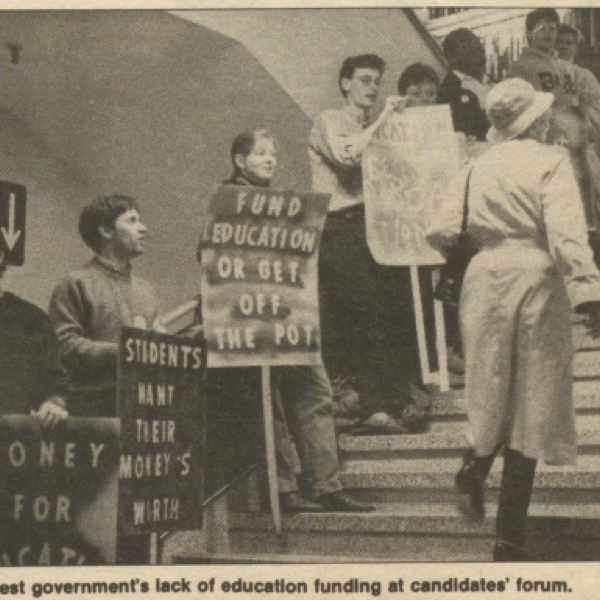 FUND
EDUCATION
OR GET
OFF
THE POT
STUDENTS
WANT
THEIR
MONEY'S
WORTH
ONEY
FOR
CATI
est government's lack of education funding at candidates' forum.